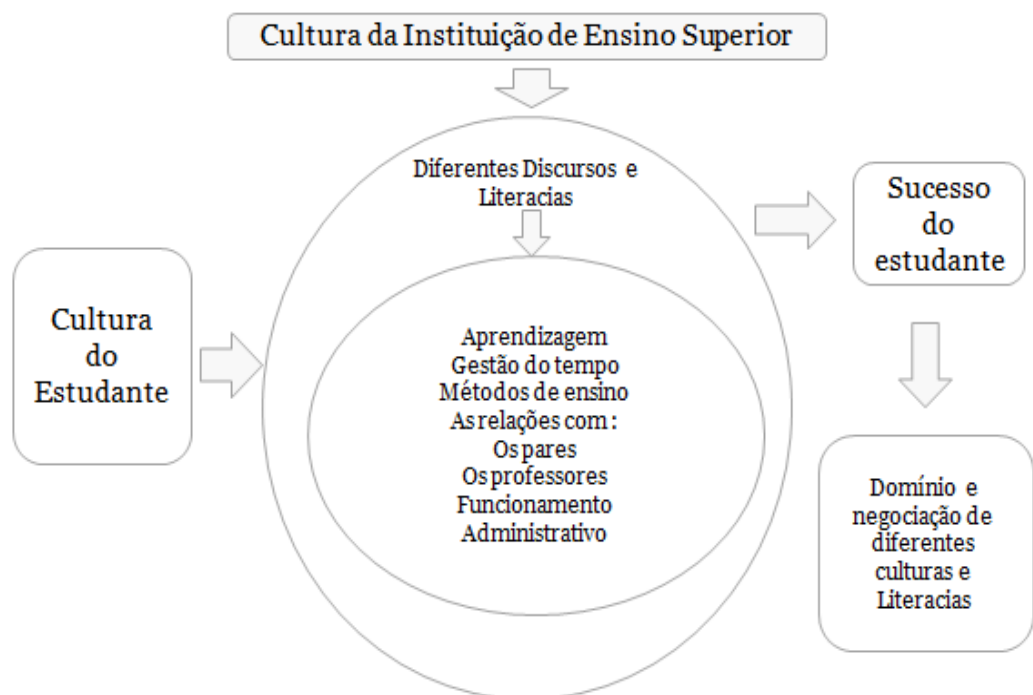 Cultura da Instituição de Ensino Superior
Diferentes Discursos e
Literacias
Cultura
do
Estudante
Aprendizagem
Gestão do tempo
Métodos de ensino
As relações com :
Os pares
Os professores
Funcionamento
Administrativo
Sucesso
do
estudante
Domínio e
negociação de
diferentes
culturas e
Literacias